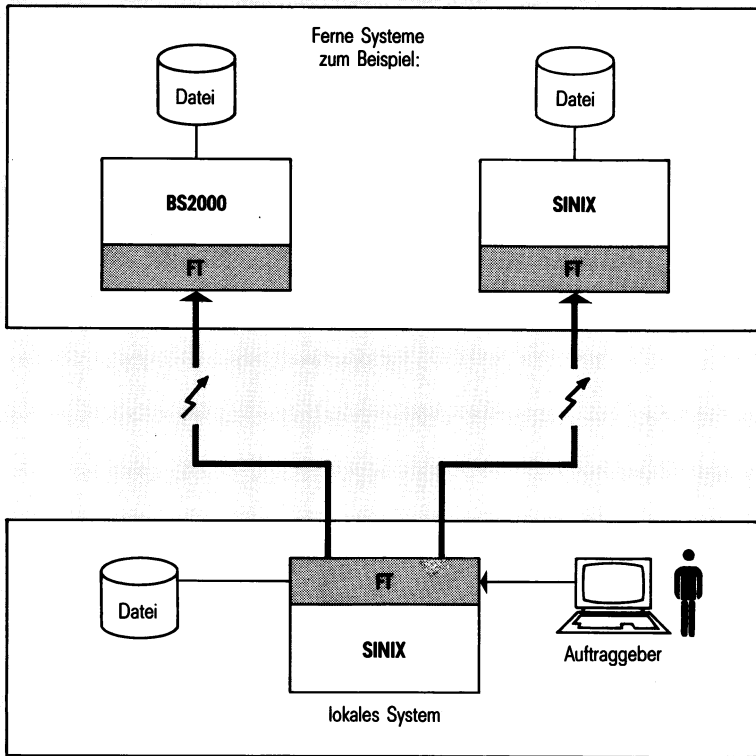 Ferne Systeme
zum Beispiel:
Datei
Datei
BS2000
SINIX
FT
FT
FT
Datei
SINIX
Auftraggeber
lokales System